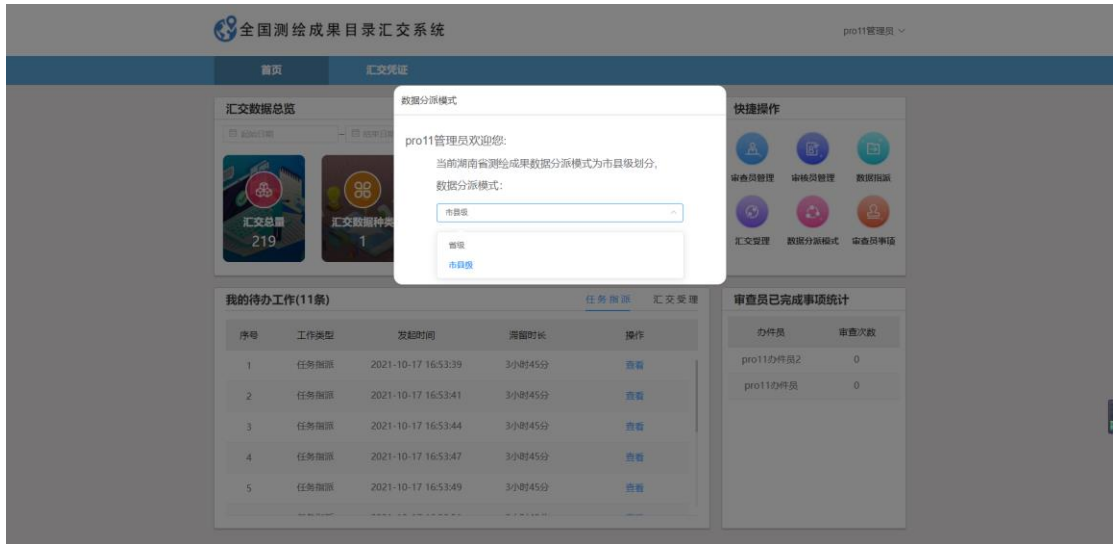 全国测绘成果目录汇交系统
pro11管理员
首页
汇交凭证
汇交数据总览
起始日期
-
结束日期
汇交总量
219
汇交数据种类
1
数据分派模式
pro11管理员欢迎您:
当前湖南省测绘成果数据分派模式为市县级划分,
数据分派模式:
市县级
省级
市县级
快捷操作
审查员管理
审核员管理
数据指派
汇交受理
数据分派模式
审查员事项
我的待办工作(11条)
任务指派
汇交受理
序号 工作类型 发起时间 滞留时长 操作
1 任务指派 2021-10-17 16:53:39 3小时45分 查看
2 任务指派 2021-10-17 16:53:41 3小时45分 查看
3 任务指派 2021-10-17 16:53:44 3小时45分 查看
4 任务指派 2021-10-17 16:53:47 3小时45分 查看
5 任务指派 2021-10-17 16:53:49 3小时45分 查看
审查员已完成事项统计
办件员 审查次数
pro11办件员2 0
pro11办件员 0